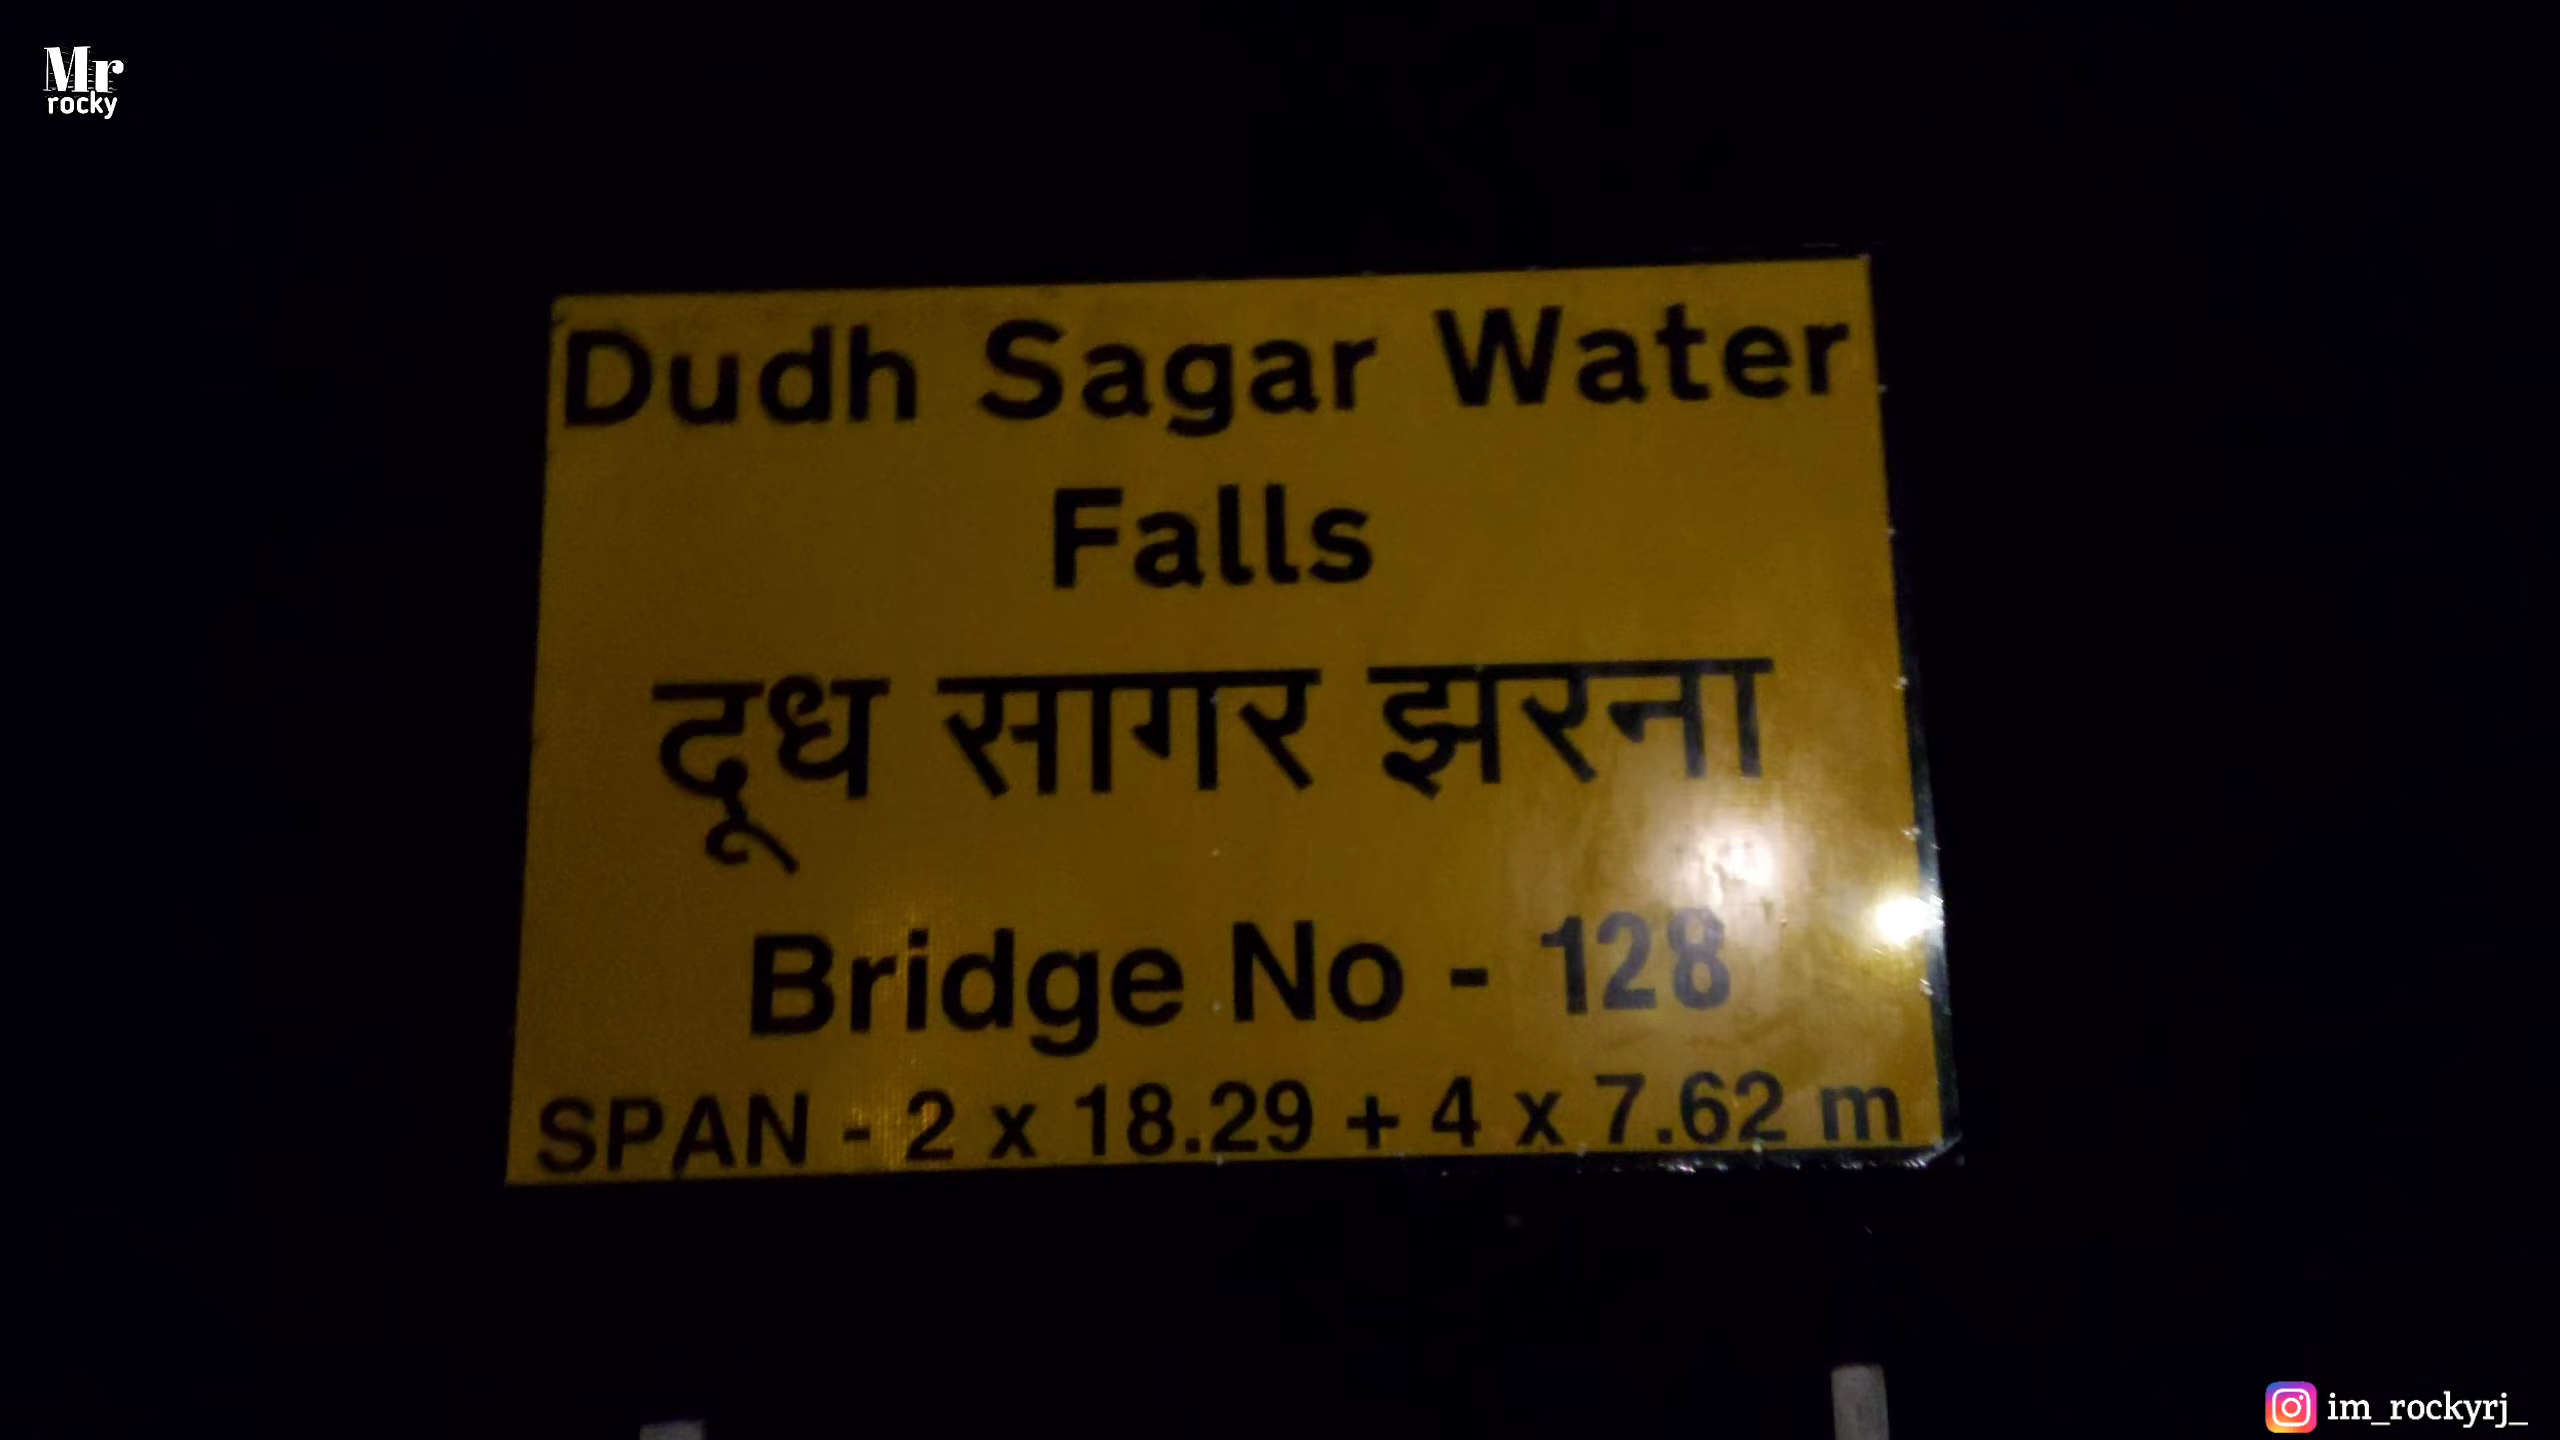 Mr
rocky
Dudh Sagar Water
Falls
दूध सागर झरना
Bridge No - 128
SPAN - 2 x 18.29 + 4 x 7.62 m
im_rockyrj_